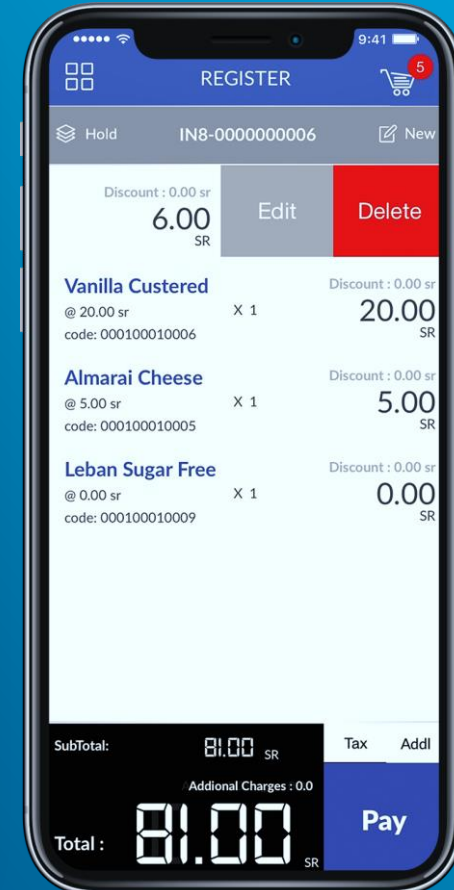 9:41
REGISTER
5
Hold IN8-0000000006 New
Discount : 0.00 sr
6.00
SR
Edit
Delete
Vanilla Custered
@ 20.00 sr
code: 000100010006
X 1
Discount : 0.00 sr
20.00
SR
Almarai Cheese
@ 5.00 sr
code: 000100010005
X 1
Discount : 0.00 sr
5.00
SR
Leban Sugar Free
@ 0.00 sr
code: 000100010009
X 1
Discount : 0.00 sr
0.00
SR
SubTotal: 81.00 SR
Addional Charges : 0.0
Total : 81.00 SR
Tax Addl
Pay